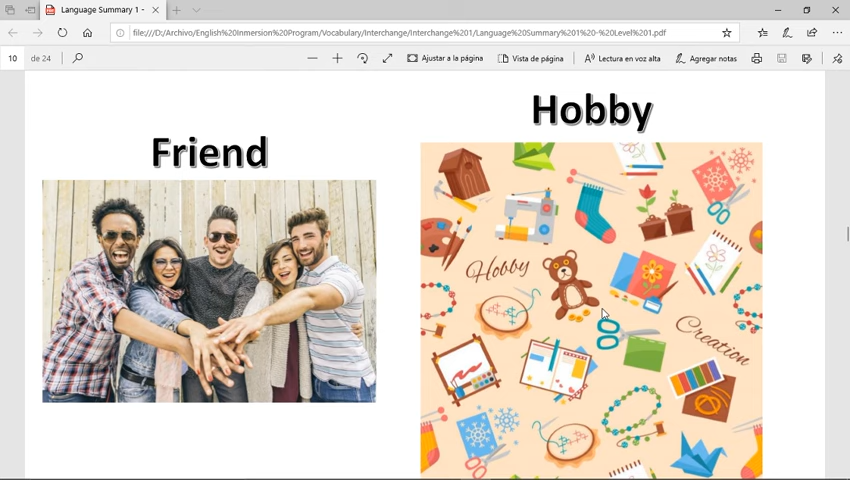 Language Summary 1 -
file:///D:/Archivo/English%20Inmersion%20Program/Vocabulary/Interchange/Interchange%201/Language%20Summary%201%20-%20Level%201.pdf
10 de 24
Ajustar a la página
Vista de página
Lectura en voz alta
Agregar notas
Friend
Hobby
Hobby
Creation